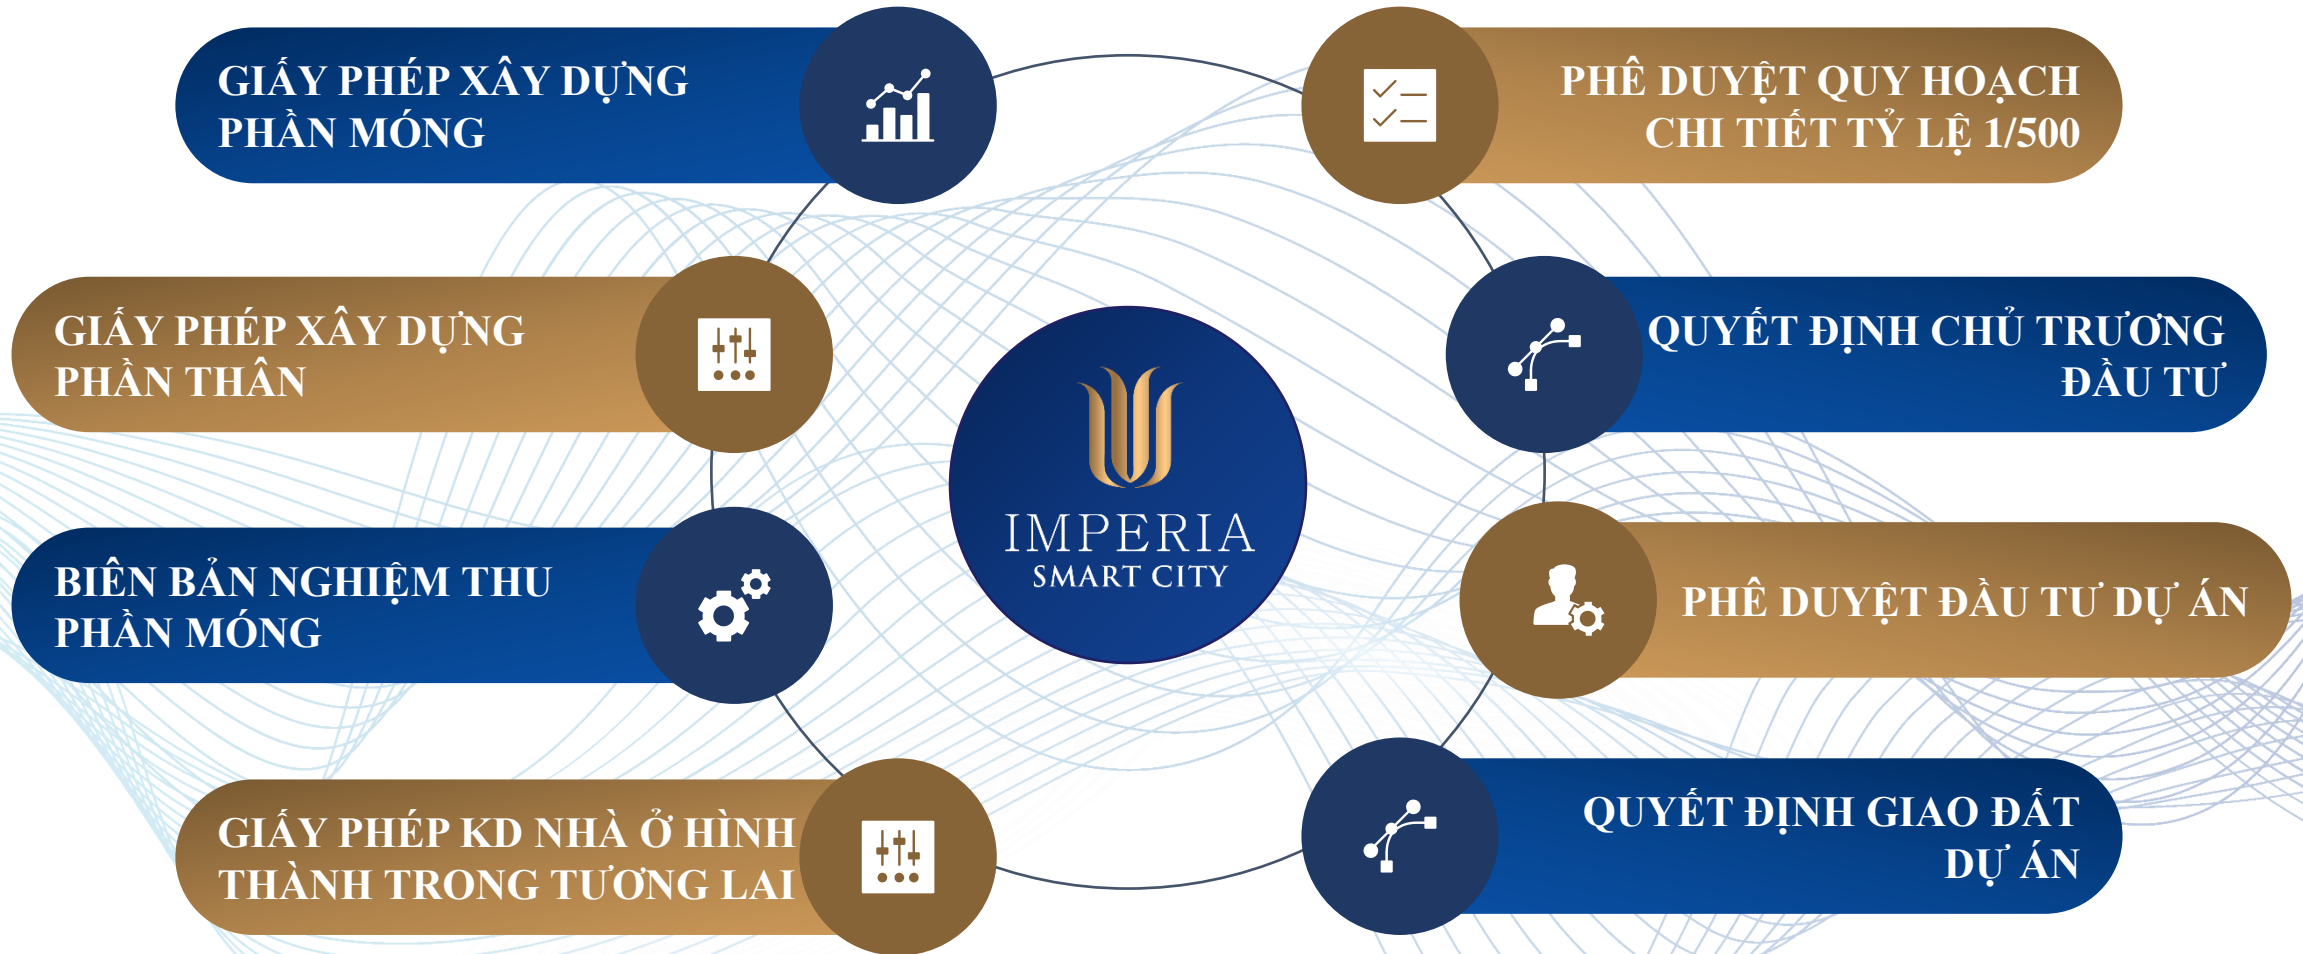 GIẤY PHÉP XÂY DỰNG
PHẦN MÓNG
GIẤY PHÉP XÂY DỰNG
PHẦN THÂN
BIÊN BẢN NGHIỆM THU
PHẦN MÓNG
GIẤY PHÉP KD NHÀ Ở HÌNH
THÀNH TRONG TƯƠNG LAI
IMPERIA
SMART CITY
PHÊ DUYỆT QUY HOẠCH
CHI TIẾT TỶ LỆ 1/500
QUYẾT ĐỊNH CHỦ TRƯƠNG
ĐẦU TƯ
PHÊ DUYỆT ĐẦU TƯ DỰ ÁN
QUYẾT ĐỊNH GIAO ĐẤT
DỰ ÁN